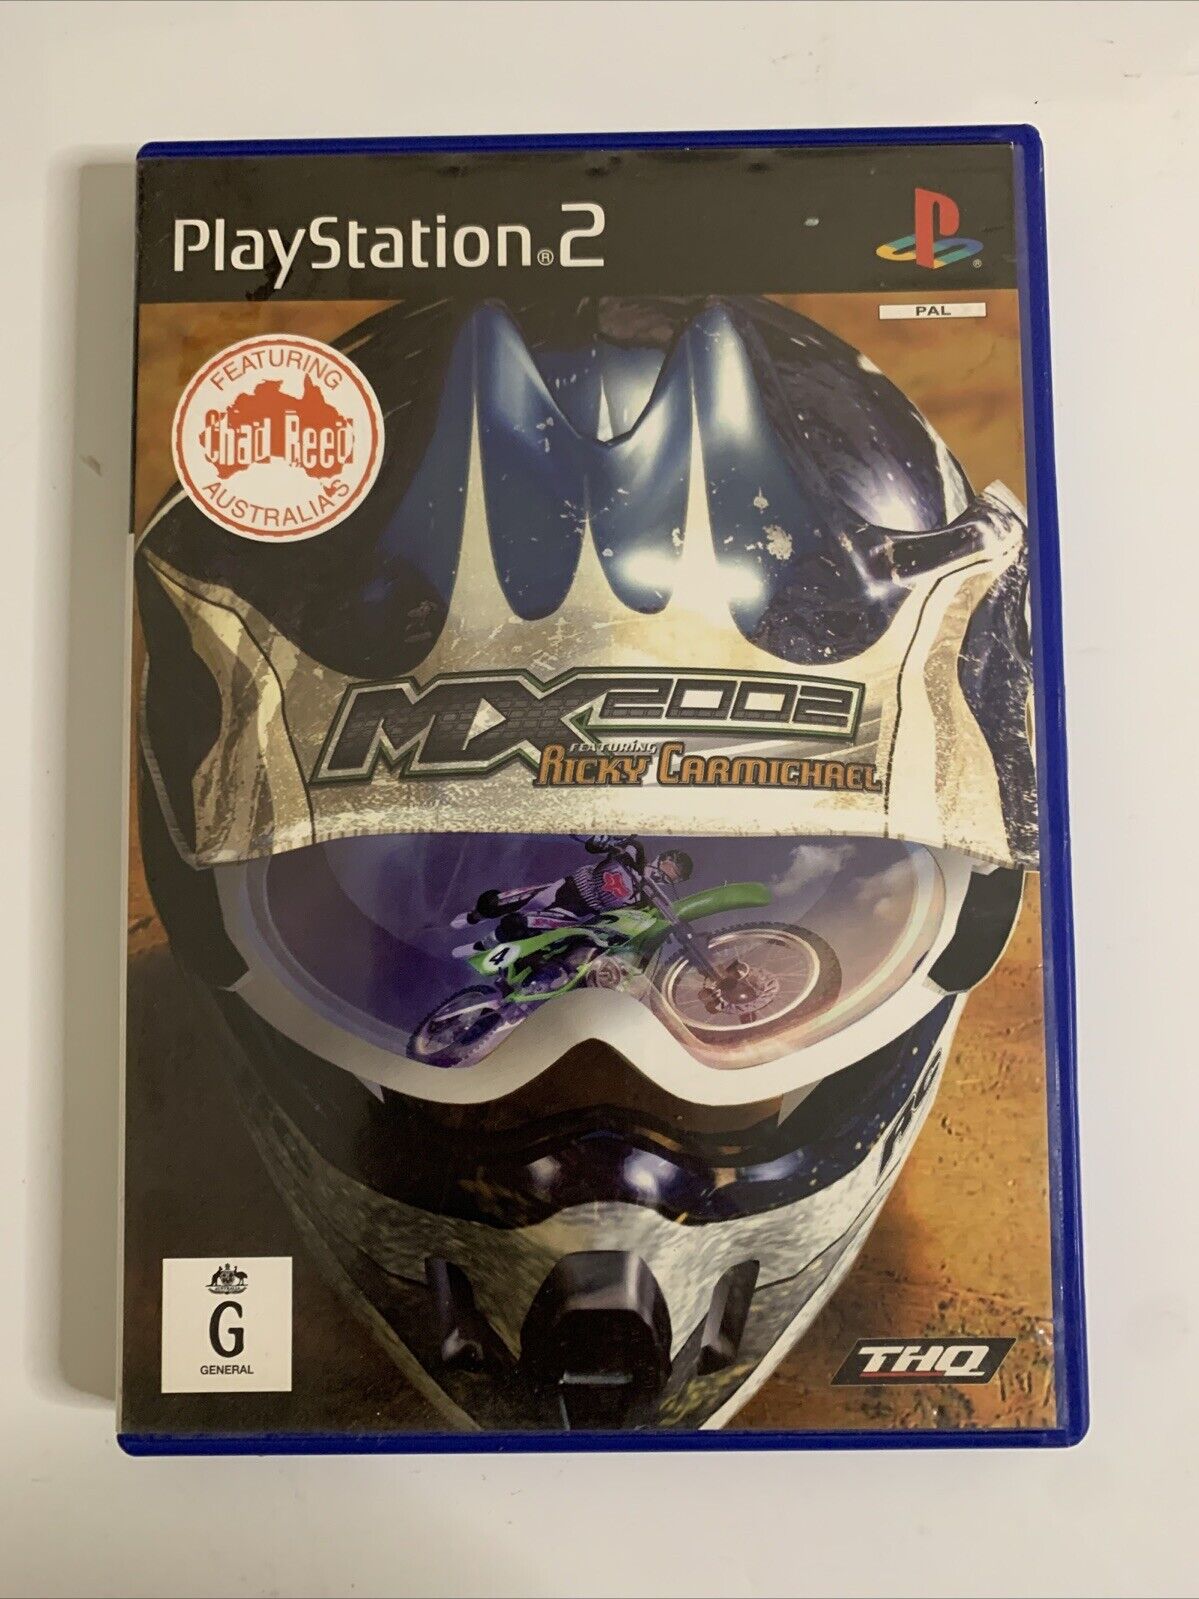 PlayStation®2
PAL
FEATURING
Chad Reed
AUSTRALIA'S
MX2002
FEATURING
RICKY CARMICHAEL
4
G
GENERAL
THQ